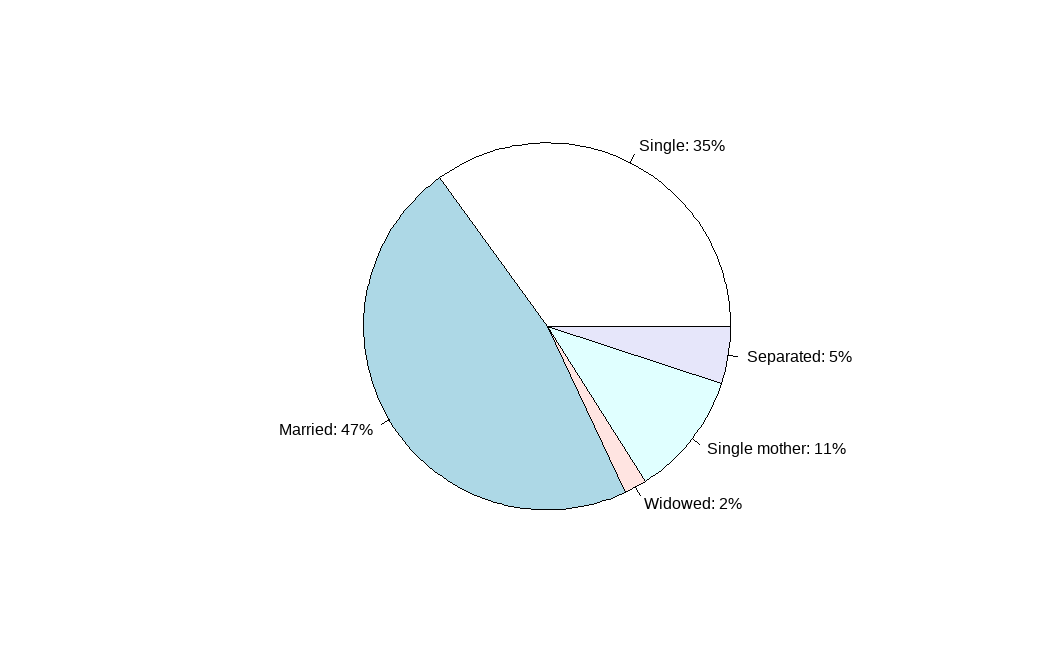 Single: 35%
Separated: 5%
Married: 47%
Single mother: 11%
Widowed: 2%